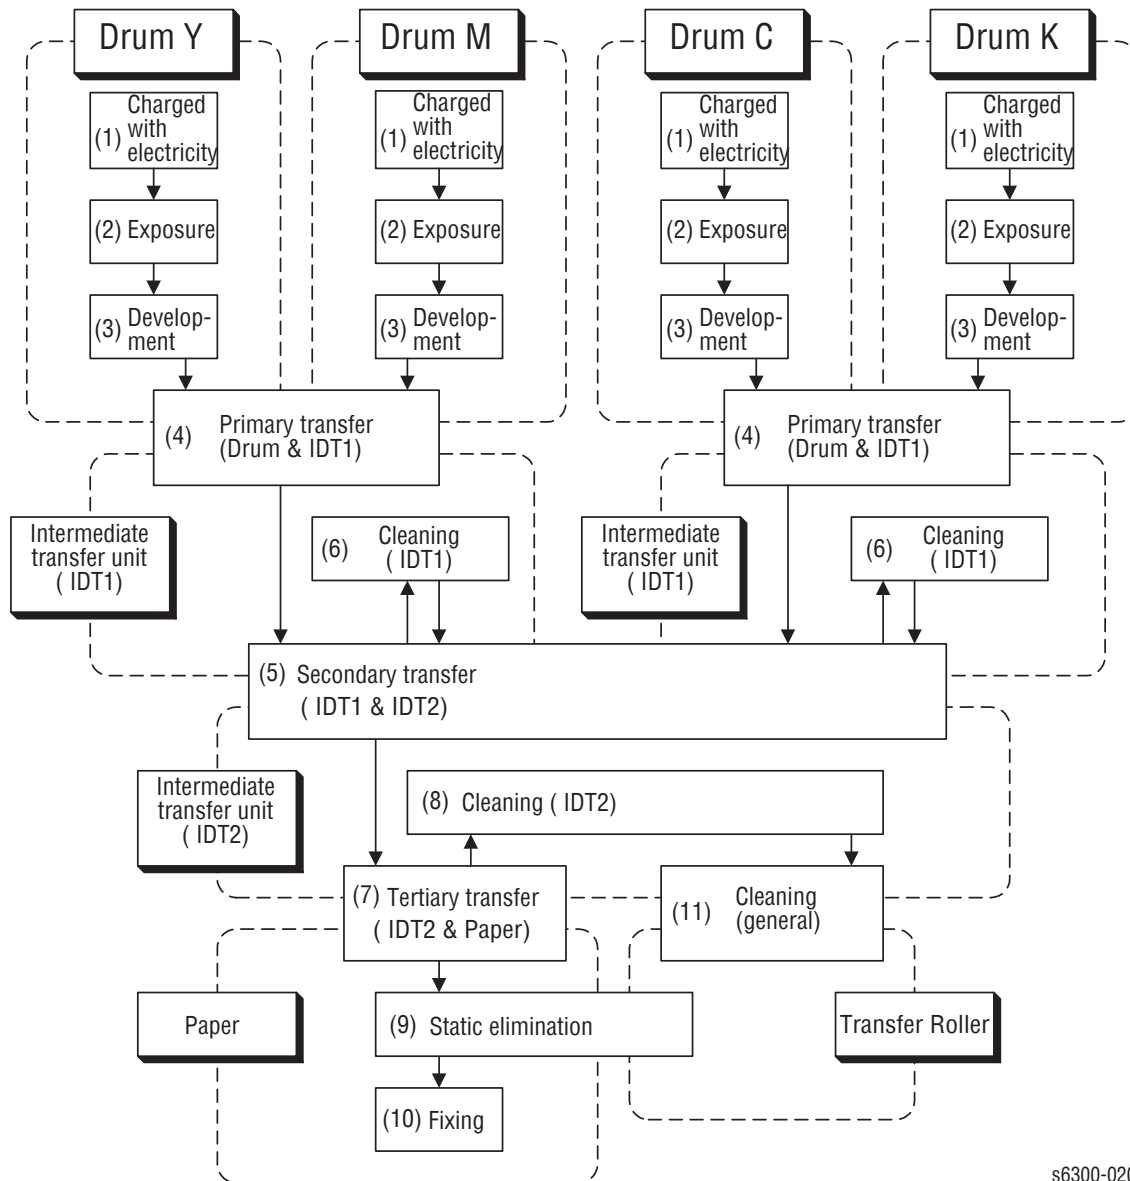 Drum Y
Drum M
Drum C
Drum K
(1) Charged
with
electricity
(1) Charged
with
electricity
(1) Charged
with
electricity
(1) Charged
with
electricity
(2) Exposure
(2) Exposure
(2) Exposure
(2) Exposure
(3) Develop-
ment
(3) Develop-
ment
(3) Develop-
ment
(3) Develop-
ment
(4) Primary transfer
(Drum & IDT1)
(4) Primary transfer
(Drum & IDT1)
Intermediate
transfer unit
( IDT1)
(6) Cleaning
( IDT1)
Intermediate
transfer unit
( IDT1)
(6) Cleaning
( IDT1)
(5) Secondary transfer
( IDT1 & IDT2)
Intermediate
transfer unit
( IDT2)
(8) Cleaning ( IDT2)
(7) Tertiary transfer
( IDT2 & Paper)
(11) Cleaning
(general)
Paper
(9) Static elimination
Transfer Roller
(10) Fixing
s6300-020